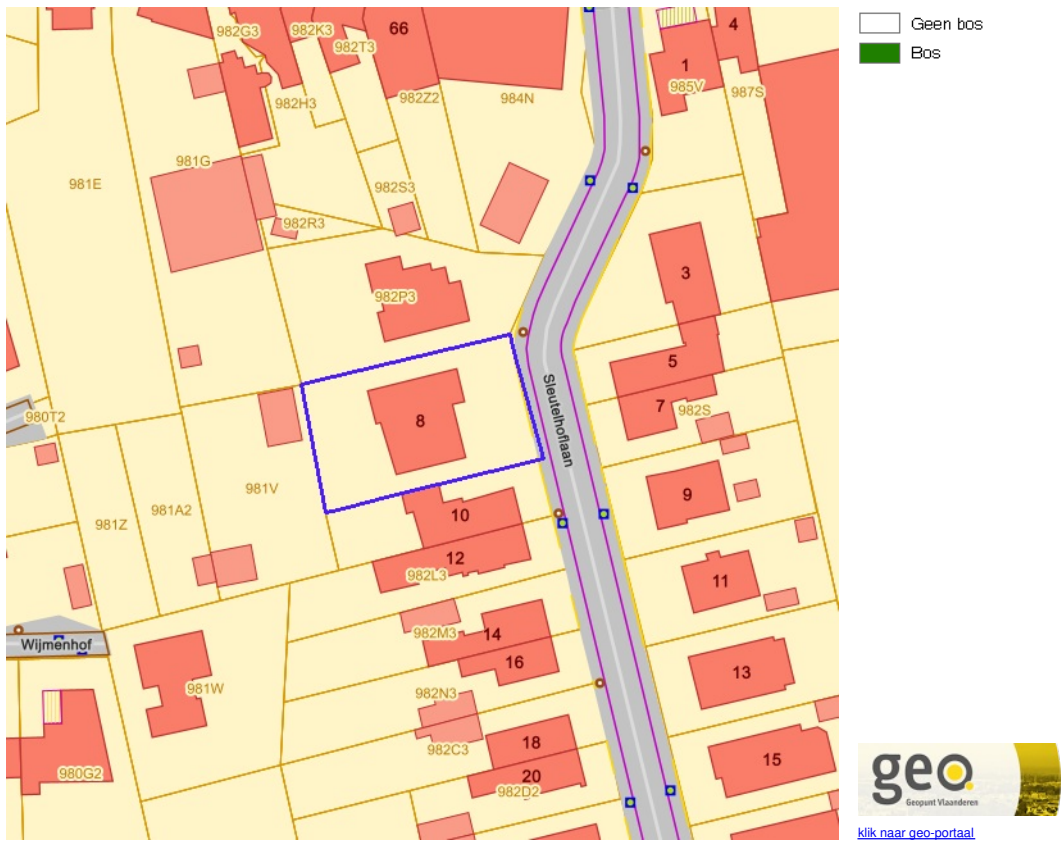 982G3
982K3
982T3
66
4
Geen bos
Bos
1
985V
987S
982H3
982Z2
984N
981G
981E
982S3
982R3
3
982P3
5
7
982S
Sleutelhoflaan
980T2
8
981V
981A2
981Z
10
9
12
982L3
11
982M3
14
16
Wijmenhof
981W
13
982N3
982C3
18
20
982D2
15
980G2
geo
Geopunt Vlaanderen
klik naar geo-portaal